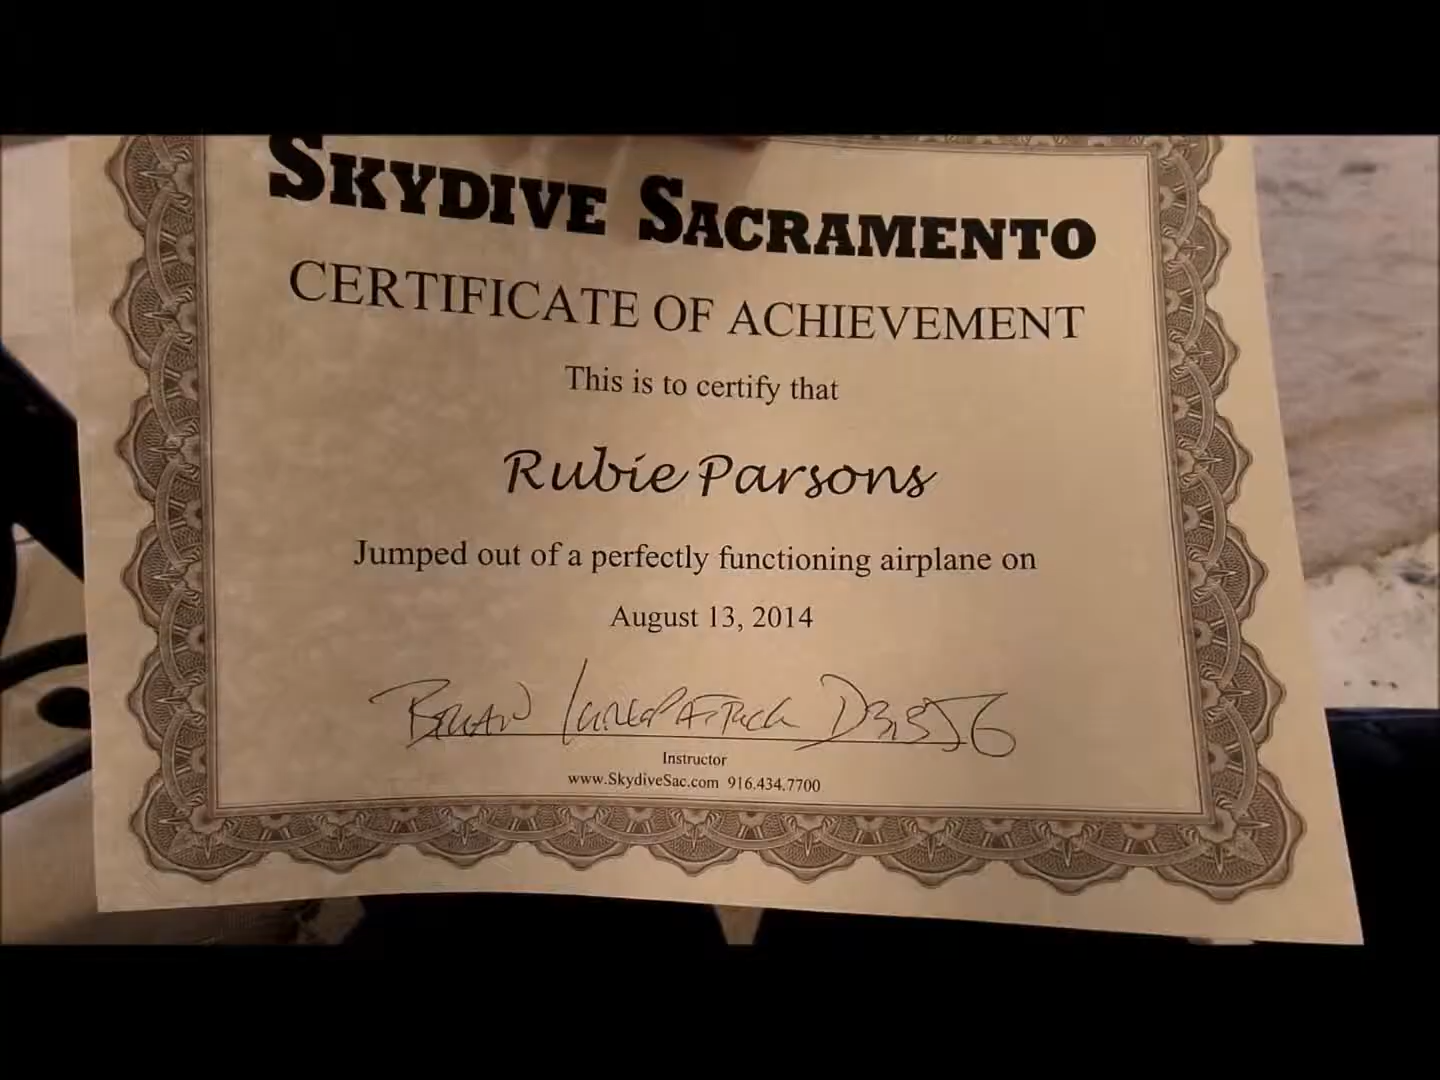 SKYDIVE SACRAMENTO
CERTIFICATE OF ACHIEVEMENT
This is to certify that
Rubie Parsons
Jumped out of a perfectly functioning airplane on
August 13, 2014
Instructor
www.SkydiveSac.com 916.434.7700